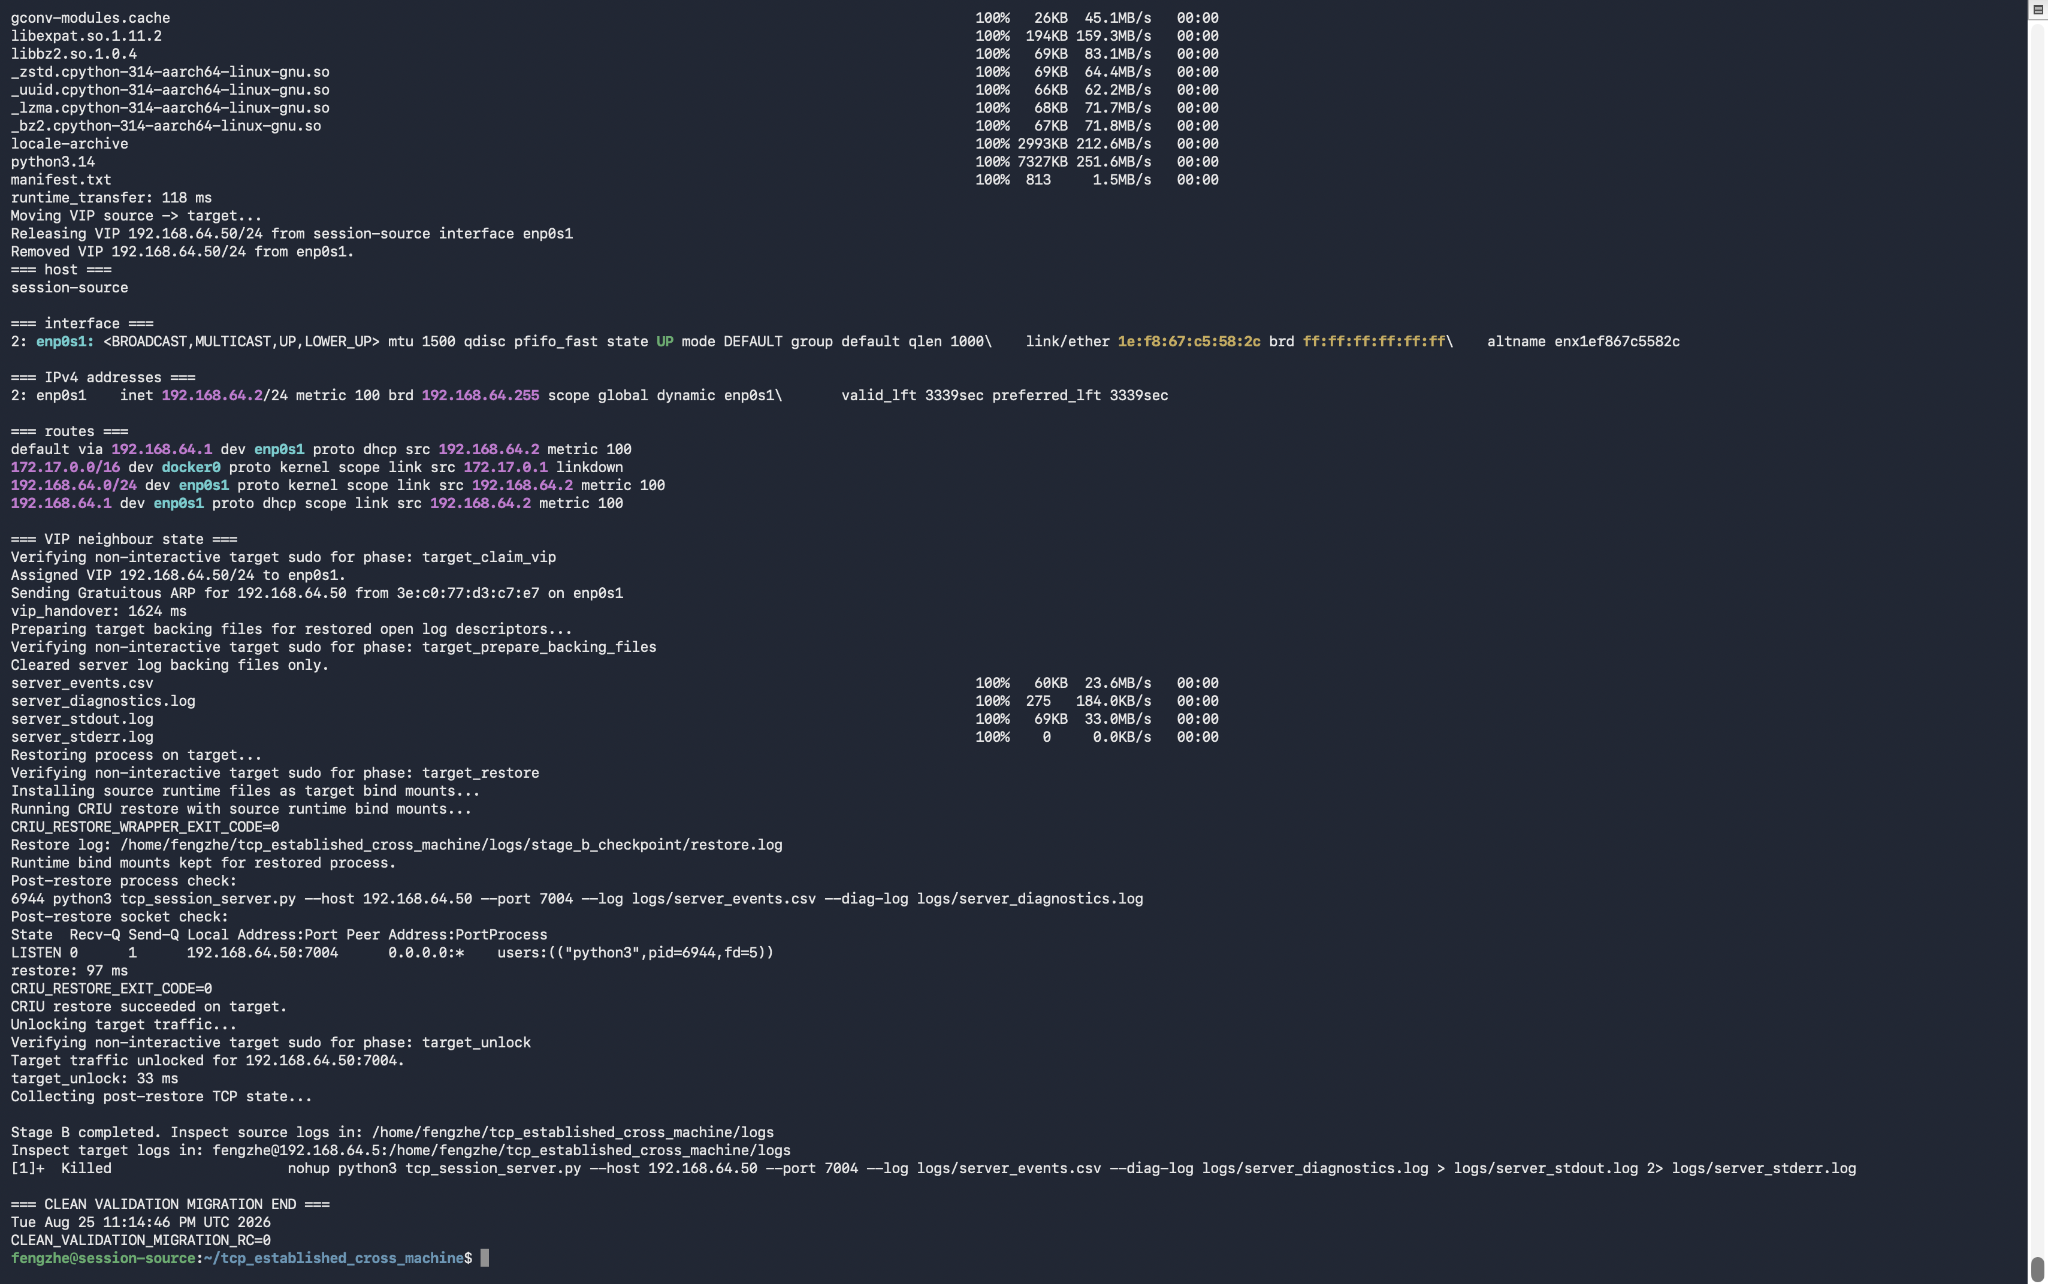 gconv-modules.cache 100% 26KB 45.1MB/s 00:00
libexpat.so.1.11.2 100% 194KB 159.3MB/s 00:00
libbz2.so.1.0.4 100% 69KB 83.1MB/s 00:00
_zstd.cpython-314-aarch64-linux-gnu.so 100% 69KB 64.4MB/s 00:00
_uuid.cpython-314-aarch64-linux-gnu.so 100% 66KB 62.2MB/s 00:00
_lzma.cpython-314-aarch64-linux-gnu.so 100% 68KB 71.7MB/s 00:00
_bz2.cpython-314-aarch64-linux-gnu.so 100% 67KB 71.8MB/s 00:00
locale-archive 100% 2993KB 212.6MB/s 00:00
python3.14 100% 7327KB 251.6MB/s 00:00
manifest.txt 100% 813 1.5MB/s 00:00
runtime_transfer: 118 ms
Moving VIP source -> target...
Releasing VIP 192.168.64.50/24 from session-source interface enp0s1
Removed VIP 192.168.64.50/24 from enp0s1.
=== host ===
session-source
=== interface ===
2: enp0s1: <BROADCAST,MULTICAST,UP,LOWER_UP> mtu 1500 qdisc pfifo_fast state UP mode DEFAULT group default qlen 1000\    link/ether 1e:f8:67:c5:58:2c brd ff:ff:ff:ff:ff:ff\    altname enx1ef867c5582c
=== IPv4 addresses ===
2: enp0s1    inet 192.168.64.2/24 metric 100 brd 192.168.64.255 scope global dynamic enp0s1\       valid_lft 3339sec preferred_lft 3339sec
=== routes ===
default via 192.168.64.1 dev enp0s1 proto dhcp src 192.168.64.2 metric 100
172.17.0.0/16 dev docker0 proto kernel scope link src 172.17.0.1 linkdown
192.168.64.0/24 dev enp0s1 proto kernel scope link src 192.168.64.2 metric 100
192.168.64.1 dev enp0s1 proto dhcp scope link src 192.168.64.2 metric 100
=== VIP neighbour state ===
Verifying non-interactive target sudo for phase: target_claim_vip
Assigned VIP 192.168.64.50/24 to enp0s1.
Sending Gratuitous ARP for 192.168.64.50 from 3e:c0:77:d3:c7:e7 on enp0s1
vip_handover: 1624 ms
Preparing target backing files for restored open log descriptors...
Verifying non-interactive target sudo for phase: target_prepare_backing_files
Cleared server log backing files only.
server_events.csv 100% 60KB 23.6MB/s 00:00
server_diagnostics.log 100% 275 184.0KB/s 00:00
server_stdout.log 100% 69KB 33.0MB/s 00:00
server_stderr.log 100% 0 0.0KB/s 00:00
Restoring process on target...
Verifying non-interactive target sudo for phase: target_restore
Installing source runtime files as target bind mounts...
Running CRIU restore with source runtime bind mounts...
CRIU_RESTORE_WRAPPER_EXIT_CODE=0
Restore log: /home/fengzhe/tcp_established_cross_machine/logs/stage_b_checkpoint/restore.log
Runtime bind mounts kept for restored process.
Post-restore process check:
6944 python3 tcp_session_server.py --host 192.168.64.50 --port 7004 --log logs/server_events.csv --diag-log logs/server_diagnostics.log
Post-restore socket check:
State  Recv-Q Send-Q Local Address:Port Peer Address:PortProcess
LISTEN 0      1      192.168.64.50:7004      0.0.0.0:*    users:(("python3",pid=6944,fd=5))
restore: 97 ms
CRIU_RESTORE_EXIT_CODE=0
CRIU restore succeeded on target.
Unlocking target traffic...
Verifying non-interactive target sudo for phase: target_unlock
Target traffic unlocked for 192.168.64.50:7004.
target_unlock: 33 ms
Collecting post-restore TCP state...
Stage B completed. Inspect source logs in: /home/fengzhe/tcp_established_cross_machine/logs
Inspect target logs in: fengzhe@192.168.64.5:/home/fengzhe/tcp_established_cross_machine/logs
[1]+  Killed                     nohup python3 tcp_session_server.py --host 192.168.64.50 --port 7004 --log logs/server_events.csv --diag-log logs/server_diagnostics.log > logs/server_stdout.log 2> logs/server_stderr.log
=== CLEAN VALIDATION MIGRATION END ===
Tue Aug 25 11:14:46 PM UTC 2026
CLEAN_VALIDATION_MIGRATION_RC=0
fengzhe@session-source:~/tcp_established_cross_machine$